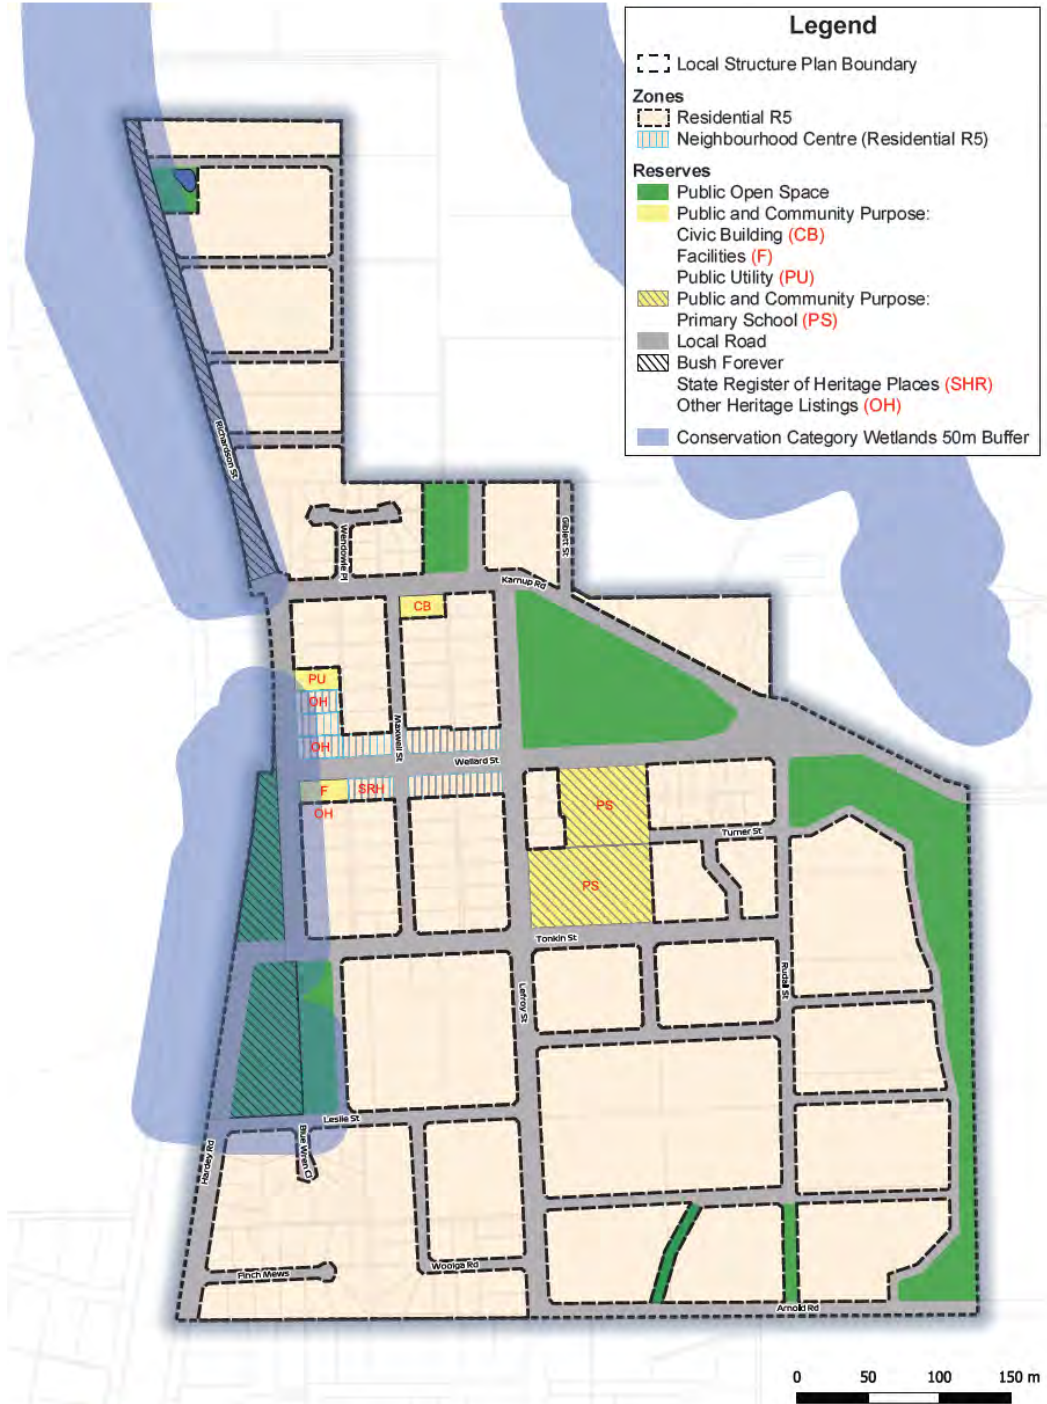 Legend
Local Structure Plan Boundary
Zones
Residential R5
Neighbourhood Centre (Residential R5)
Reserves
Public Open Space
Public and Community Purpose:
Civic Building (CB)
Facilities (F)
Public Utility (PU)
Public and Community Purpose:
Primary School (PS)
Local Road
Bush Forever
State Register of Heritage Places (SHR)
Other Heritage Listings (OH)
Conservation Category Wetlands 50m Buffer
Richardson St
Wendowie Pl
Giblett St
Karnup Rd
CB
PU
OH
OH
Maxwell St
Wellard St
F
SRH
OH
PS
Turner St
PS
Tonkin St
Rudall St
Lefroy St
Leslie St
Blue Wren Cl
Hardey Rd
Finch Mews
Woolga Rd
Arnold Rd
0 50 100 150 m